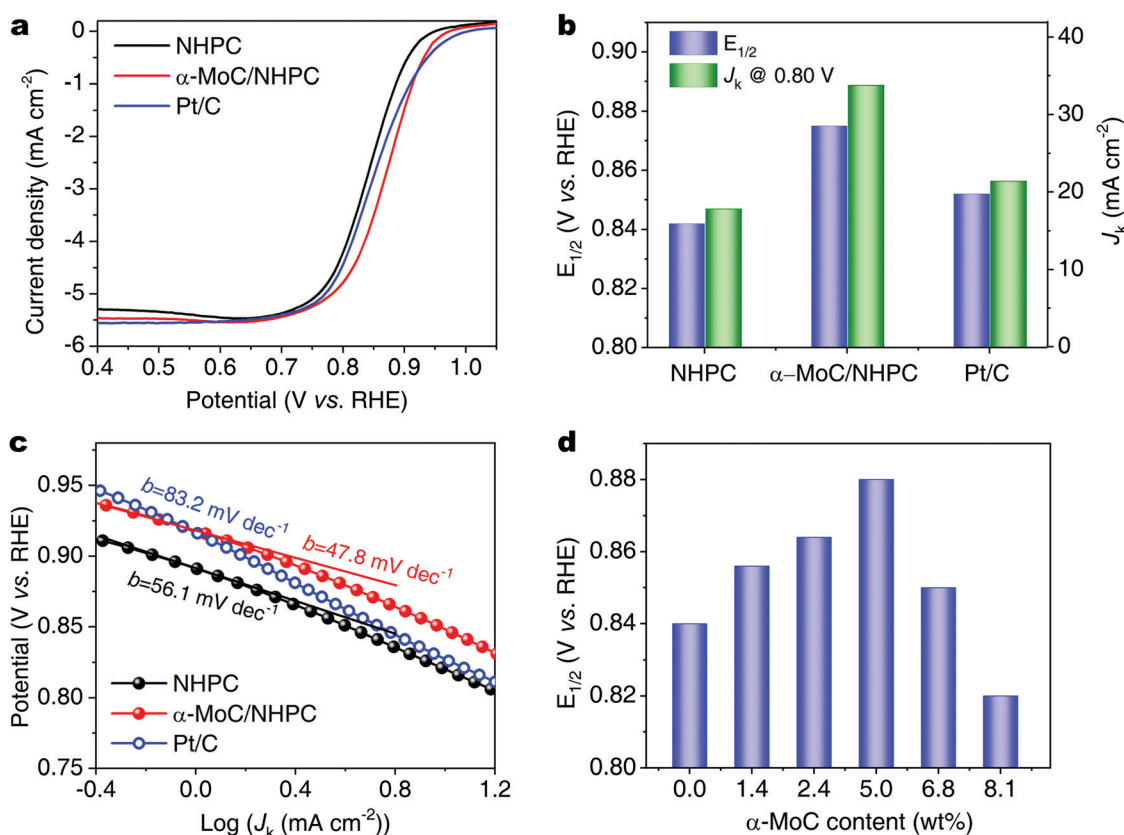 a
NHPC
α-MoC/NHPC
Pt/C
0
-1
-2
-3
-4
-5
-6
Current density (mA cm-2)
0.4 0.5 0.6 0.7 0.8 0.9 1.0
Potential (V vs. RHE)
b
E1/2
Jk @ 0.80 V
0.90
0.88
0.86
0.84
0.82
0.80
E1/2 (V vs. RHE)
40
30
20
10
0
Jk (mA cm-2)
NHPC α–MoC/NHPC Pt/C
c
b=83.2 mV dec-1
b=47.8 mV dec-1
b=56.1 mV dec-1
NHPC
α-MoC/NHPC
Pt/C
0.95
0.90
0.85
0.80
0.75
Potential (V vs. RHE)
-0.4 0.0 0.4 0.8 1.2
Log (Jk (mA cm-2))
d
0.88
0.86
0.84
0.82
0.80
E1/2 (V vs. RHE)
0.0 1.4 2.4 5.0 6.8 8.1
α-MoC content (wt%)